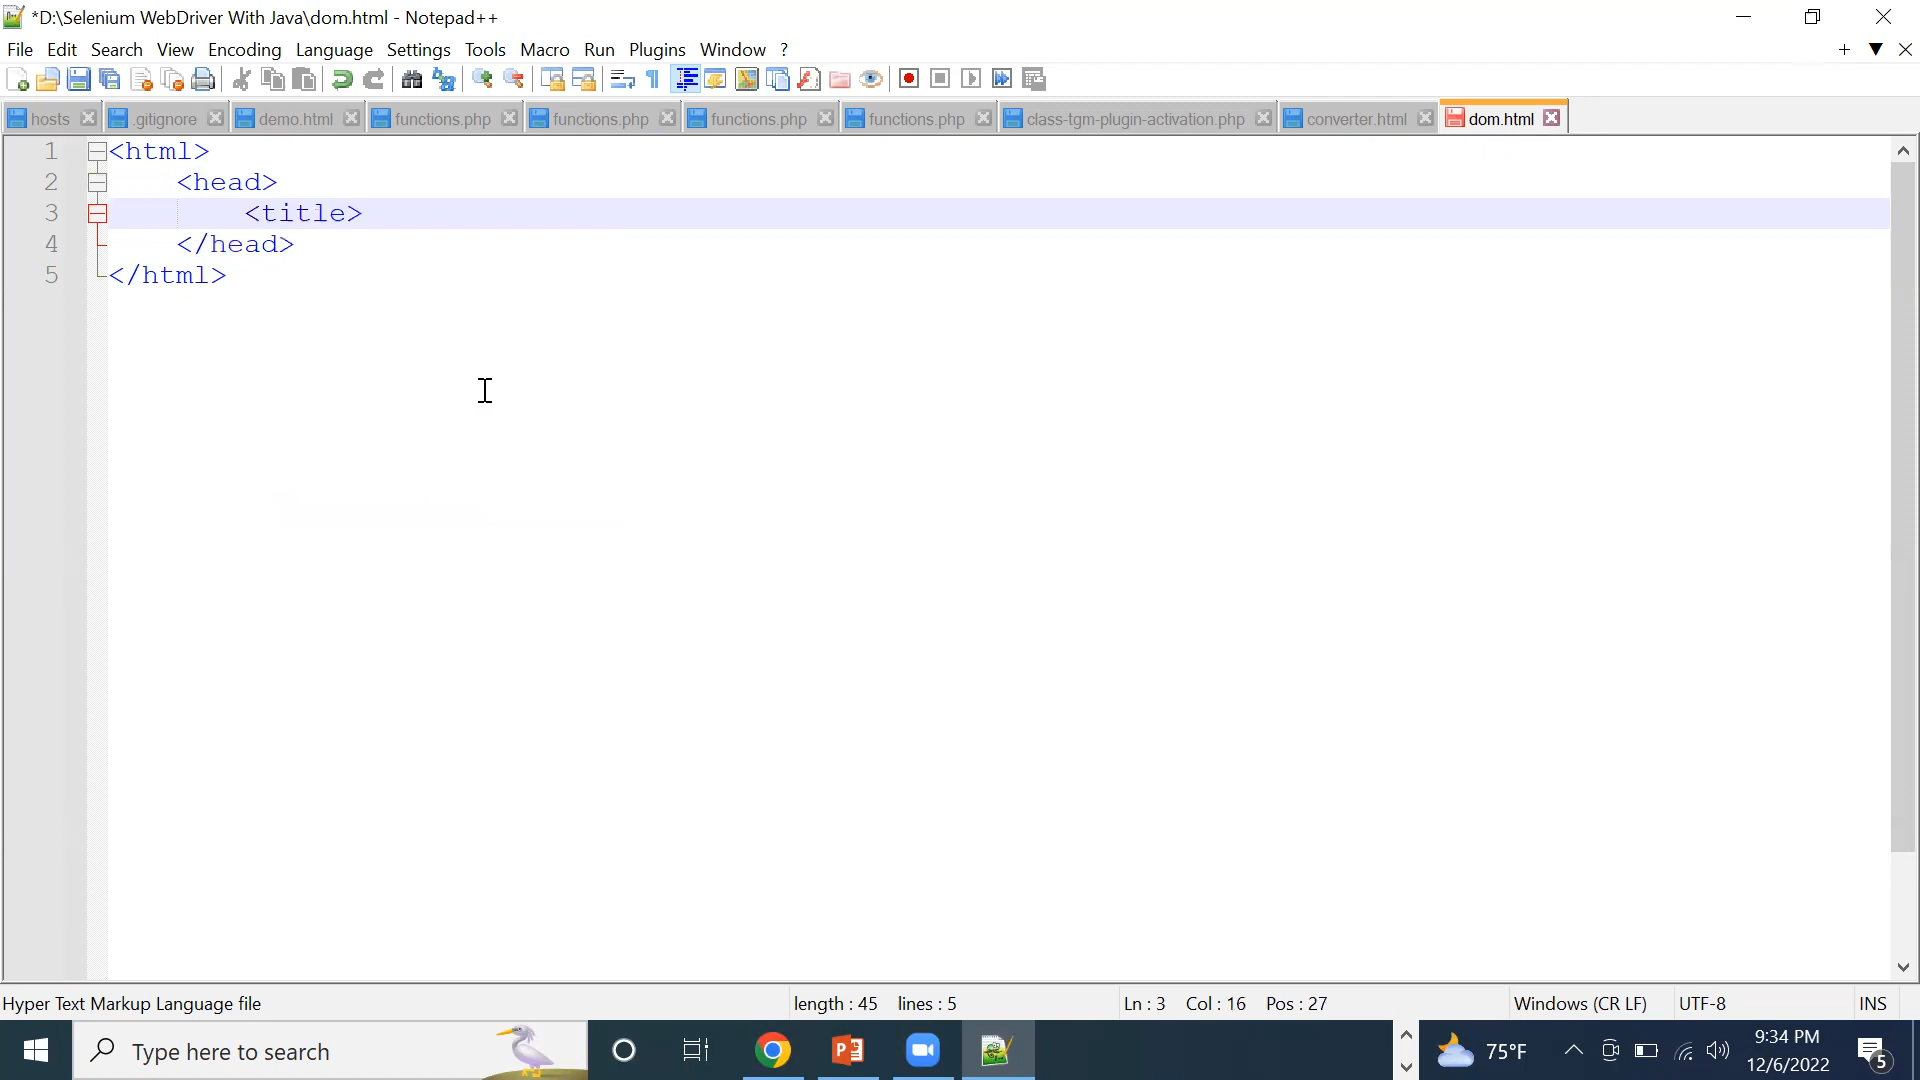 *D:\Selenium WebDriver With Java\dom.html - Notepad++
File Edit Search View Encoding Language Settings Tools Macro Run Plugins Window ?
hosts .gitignore demo.html functions.php functions.php functions.php functions.php class-tgm-plugin-activation.php converter.html dom.html
1 <html>
2 <head>
3 <title>
4 </head>
5 </html>
Hyper Text Markup Language file length : 45 lines : 5 Ln : 3 Col : 16 Pos : 27 Windows (CR LF) UTF-8 INS
Type here to search 75°F 9:34 PM
12/6/2022 5